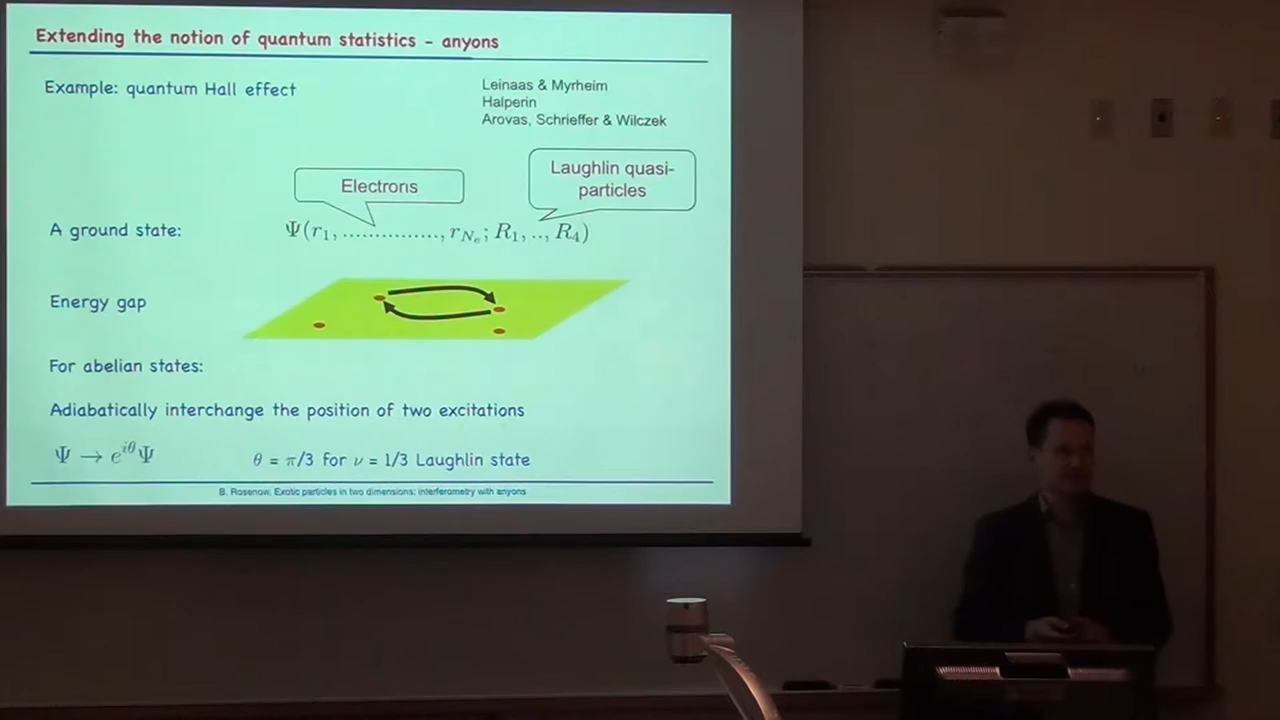 Extending the notion of quantum statistics - anyons
Example: quantum Hall effect
Leinaas & Myrheim
Halperin
Arovas, Schrieffer & Wilczek
Electrons
Laughlin quasi-
particles
A ground state:
Ψ(r₁, ..............., r_{N_e}; R₁, .., R₄)
Energy gap
For abelian states:
Adiabatically interchange the position of two excitations
Ψ → e^{iθ}Ψ
θ = π/3 for ν = 1/3 Laughlin state
B. Rosenow, Exotic particles in two dimensions: interferometry with anyons